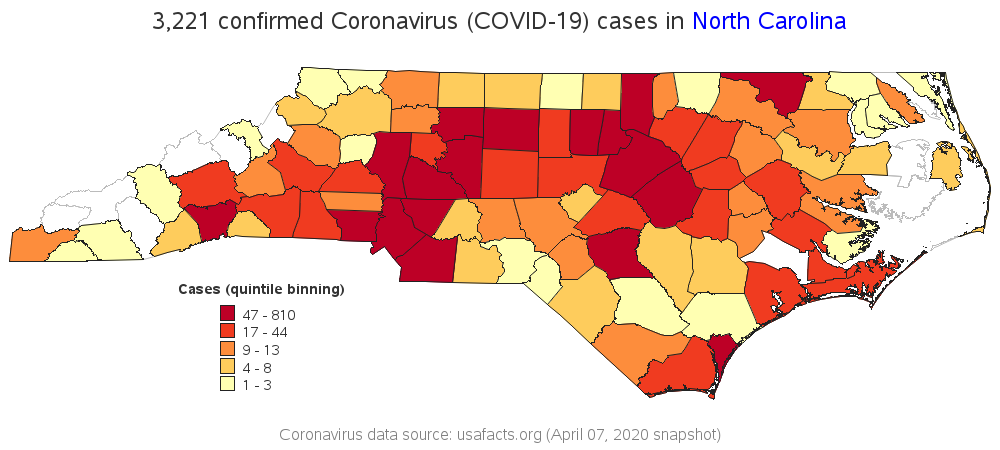 3,221 confirmed Coronavirus (COVID-19) cases in North Carolina
Cases (quintile binning)
47 - 810
17 - 44
9 - 13
4 - 8
1 - 3
Coronavirus data source: usafacts.org (April 07, 2020 snapshot)